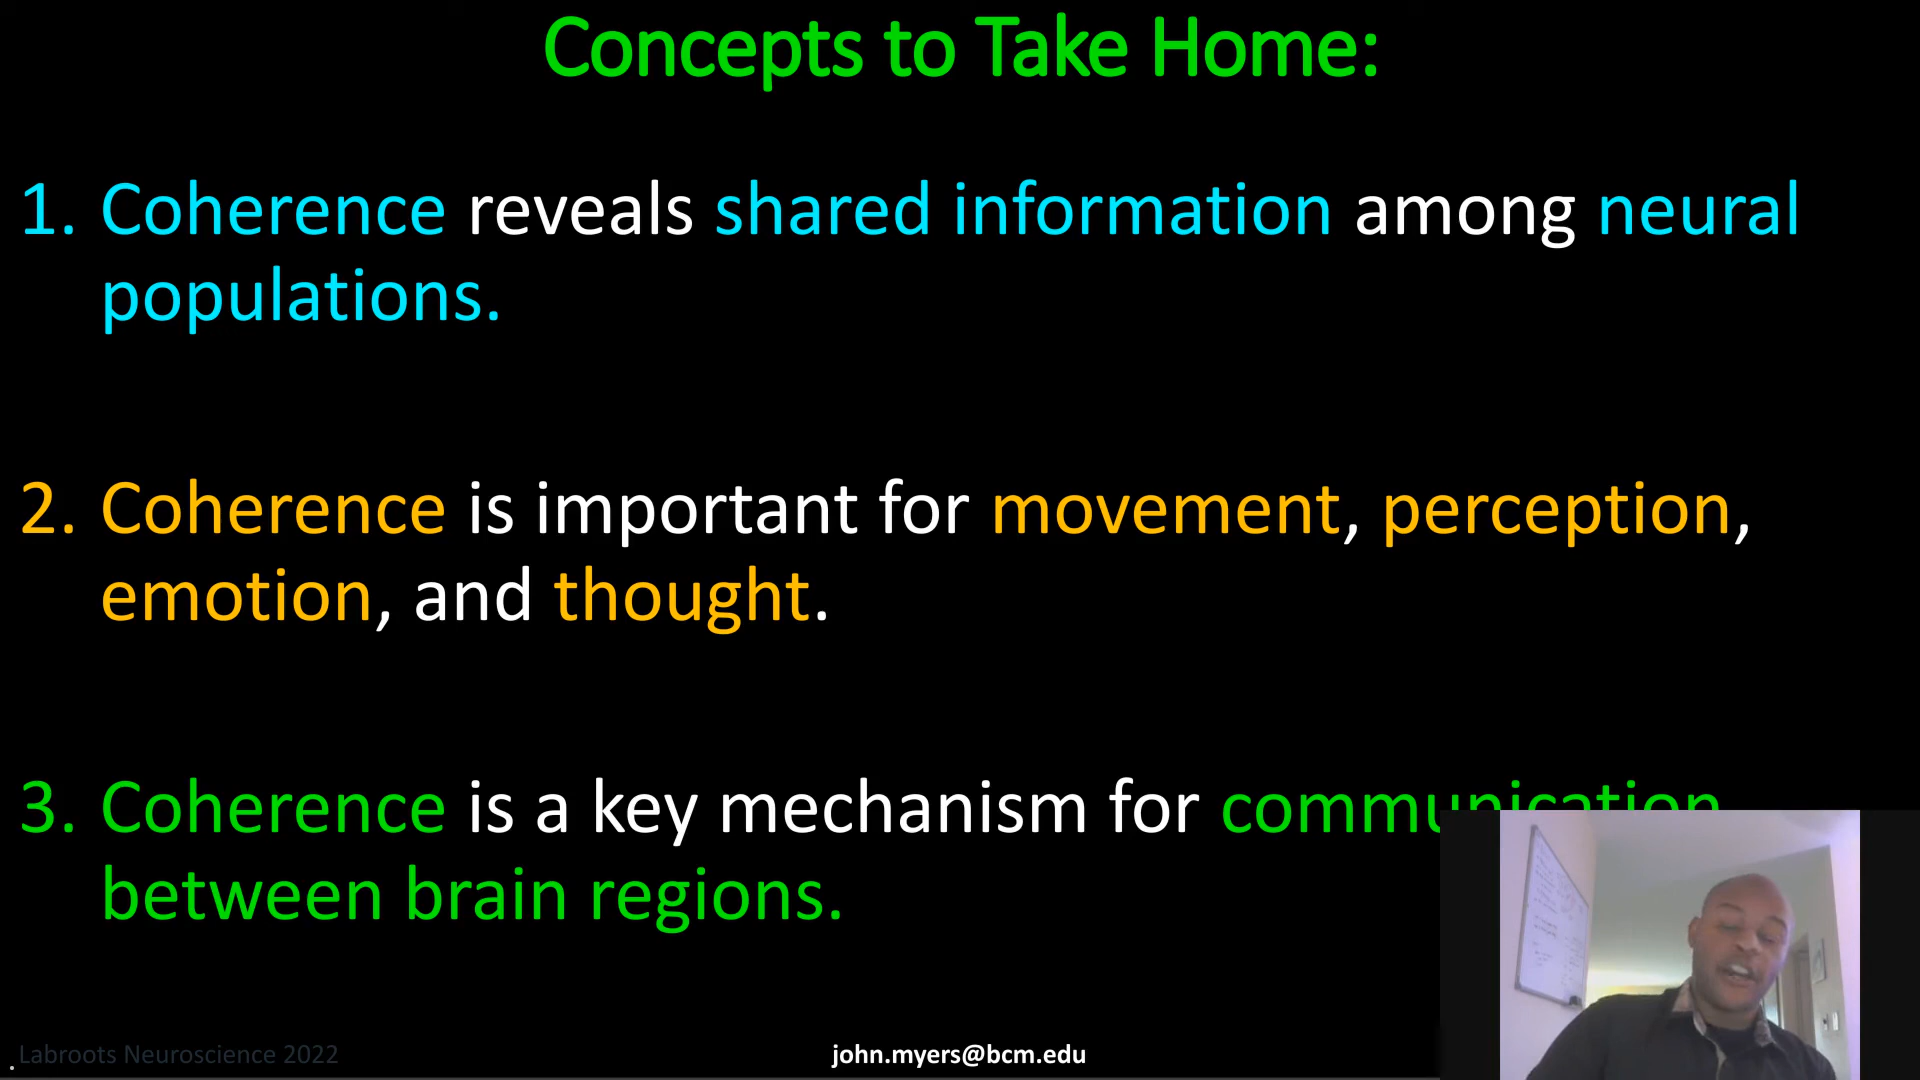 Concepts to Take Home:
1. Coherence reveals shared information among neural
populations.
2. Coherence is important for movement, perception,
emotion, and thought.
3. Coherence is a key mechanism for communication
between brain regions.
Labroots Neuroscience 2022
john.myers@bcm.edu